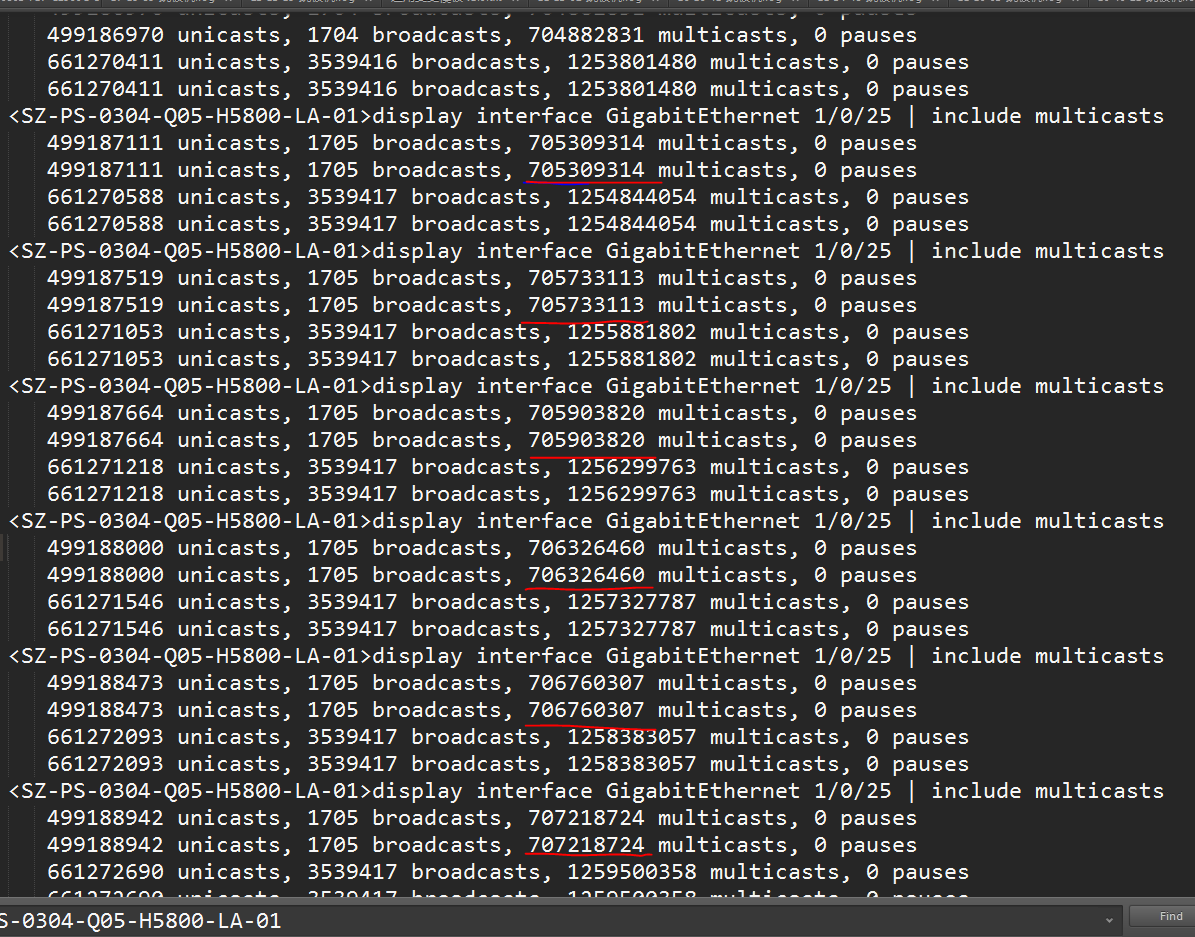 499186970 unicasts, 1704 broadcasts, 704882831 multicasts, 0 pauses
661270411 unicasts, 3539416 broadcasts, 1253801480 multicasts, 0 pauses
661270411 unicasts, 3539416 broadcasts, 1253801480 multicasts, 0 pauses
<SZ-PS-0304-Q05-H5800-LA-01>display interface GigabitEthernet 1/0/25 | include multicasts
499187111 unicasts, 1705 broadcasts, 705309314 multicasts, 0 pauses
499187111 unicasts, 1705 broadcasts, 705309314 multicasts, 0 pauses
661270588 unicasts, 3539417 broadcasts, 1254844054 multicasts, 0 pauses
661270588 unicasts, 3539417 broadcasts, 1254844054 multicasts, 0 pauses
<SZ-PS-0304-Q05-H5800-LA-01>display interface GigabitEthernet 1/0/25 | include multicasts
499187519 unicasts, 1705 broadcasts, 705733113 multicasts, 0 pauses
499187519 unicasts, 1705 broadcasts, 705733113 multicasts, 0 pauses
661271053 unicasts, 3539417 broadcasts, 1255881802 multicasts, 0 pauses
661271053 unicasts, 3539417 broadcasts, 1255881802 multicasts, 0 pauses
<SZ-PS-0304-Q05-H5800-LA-01>display interface GigabitEthernet 1/0/25 | include multicasts
499187664 unicasts, 1705 broadcasts, 705903820 multicasts, 0 pauses
499187664 unicasts, 1705 broadcasts, 705903820 multicasts, 0 pauses
661271218 unicasts, 3539417 broadcasts, 1256299763 multicasts, 0 pauses
661271218 unicasts, 3539417 broadcasts, 1256299763 multicasts, 0 pauses
<SZ-PS-0304-Q05-H5800-LA-01>display interface GigabitEthernet 1/0/25 | include multicasts
499188000 unicasts, 1705 broadcasts, 706326460 multicasts, 0 pauses
499188000 unicasts, 1705 broadcasts, 706326460 multicasts, 0 pauses
661271546 unicasts, 3539417 broadcasts, 1257327787 multicasts, 0 pauses
661271546 unicasts, 3539417 broadcasts, 1257327787 multicasts, 0 pauses
<SZ-PS-0304-Q05-H5800-LA-01>display interface GigabitEthernet 1/0/25 | include multicasts
499188473 unicasts, 1705 broadcasts, 706760307 multicasts, 0 pauses
499188473 unicasts, 1705 broadcasts, 706760307 multicasts, 0 pauses
661272093 unicasts, 3539417 broadcasts, 1258383057 multicasts, 0 pauses
661272093 unicasts, 3539417 broadcasts, 1258383057 multicasts, 0 pauses
<SZ-PS-0304-Q05-H5800-LA-01>display interface GigabitEthernet 1/0/25 | include multicasts
499188942 unicasts, 1705 broadcasts, 707218724 multicasts, 0 pauses
499188942 unicasts, 1705 broadcasts, 707218724 multicasts, 0 pauses
661272690 unicasts, 3539417 broadcasts, 1259500358 multicasts, 0 pauses
661272690 unicasts, 3539417 broadcasts, 1259500358 multicasts, 0 pauses
S-0304-Q05-H5800-LA-01
Find